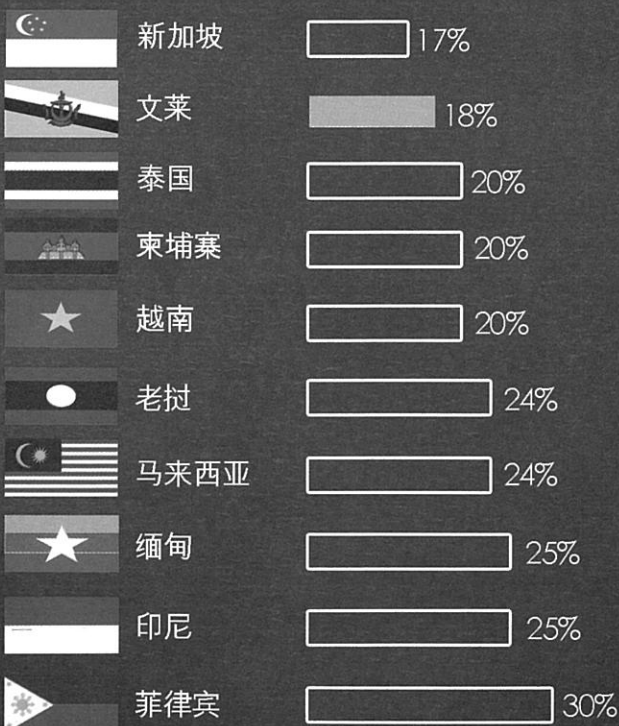 新加坡 17%
文莱 18%
泰国 20%
柬埔寨 20%
越南 20%
老挝 24%
马来西亚 24%
缅甸 25%
印尼 25%
菲律宾 30%